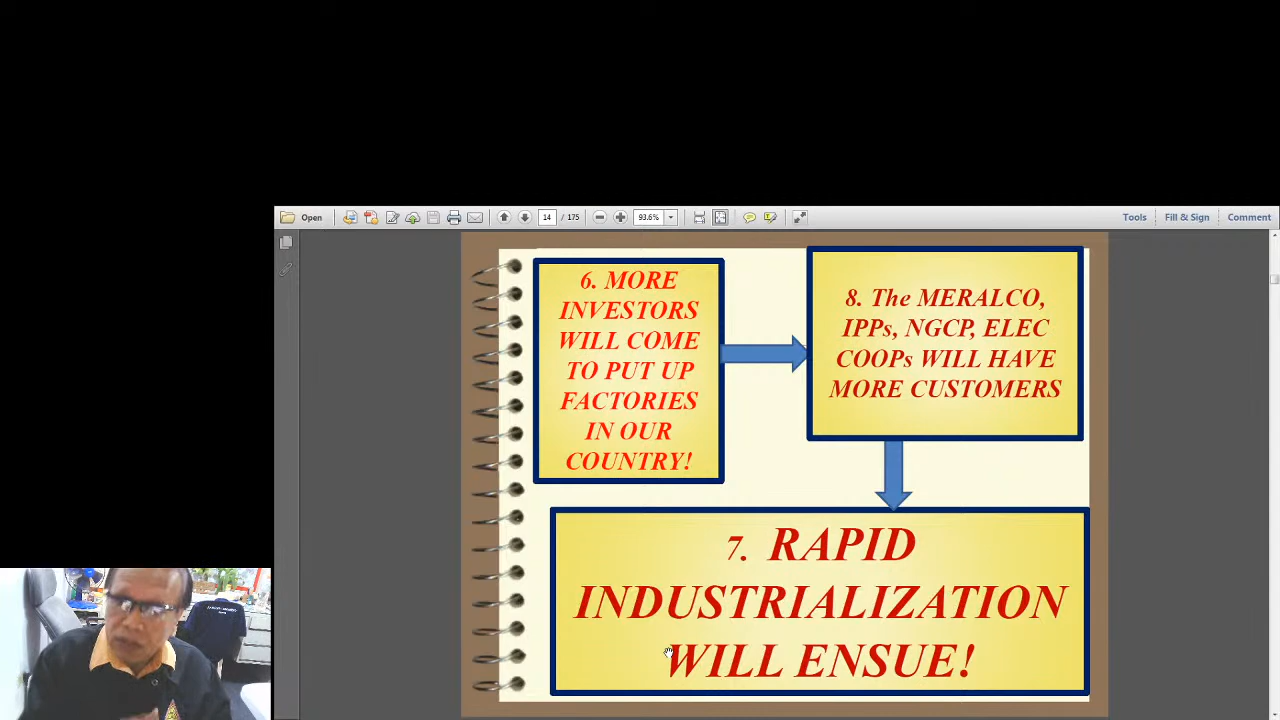 Open
14 / 175
93.6%
Tools
Fill & Sign
Comment
6. MORE
INVESTORS
WILL COME
TO PUT UP
FACTORIES
IN OUR
COUNTRY!
8. The MERALCO,
IPPs, NGCP, ELEC
COOPs WILL HAVE
MORE CUSTOMERS
7. RAPID
INDUSTRIALIZATION
WILL ENSUE!